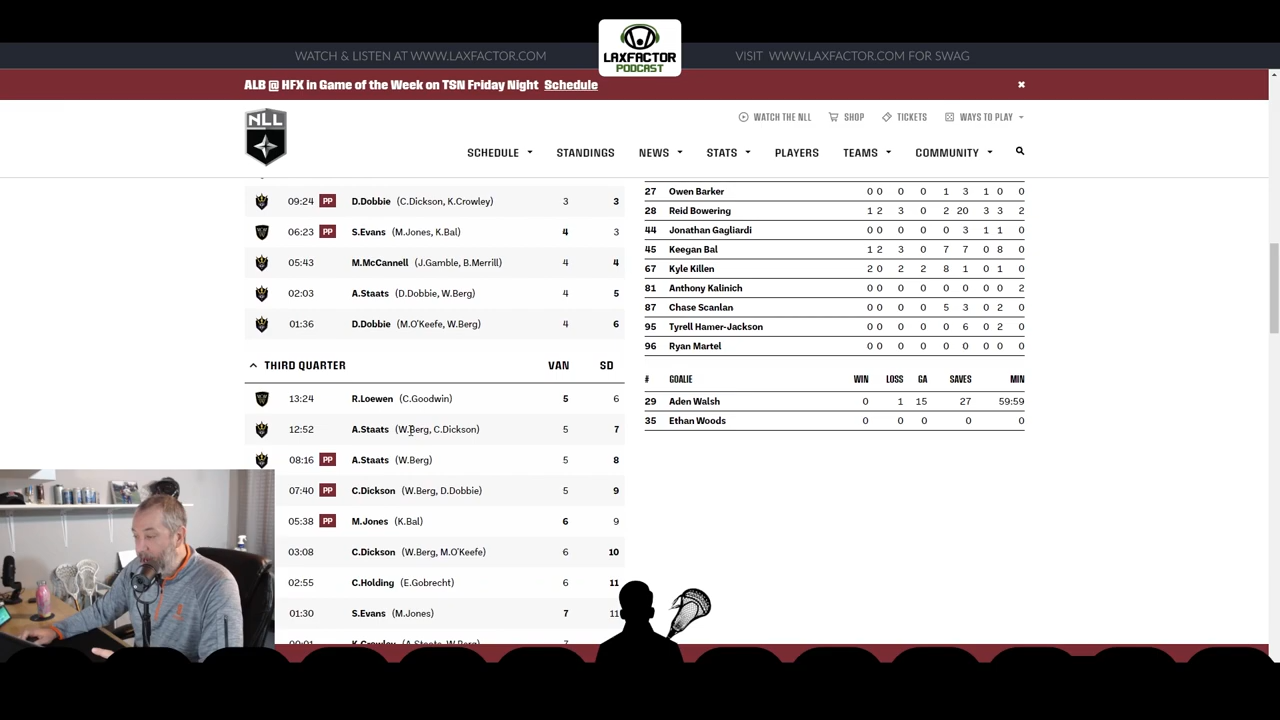 WATCH & LISTEN AT WWW.LAXFACTOR.COM
LAXFACTOR
PODCAST
VISIT WWW.LAXFACTOR.COM FOR SWAG
ALB @ HFX in Game of the Week on TSN Friday Night Schedule
NLL
WATCH THE NLL SHOP TICKETS WAYS TO PLAY
SCHEDULE STANDINGS NEWS STATS PLAYERS TEAMS COMMUNITY
09:24 PP D.Dobbie (C.Dickson, K.Crowley) 3 3
06:23 PP S.Evans (M.Jones, K.Bal) 4 3
05:43 M.McCannell (J.Gamble, B.Merrill) 4 4
02:03 A.Staats (D.Dobbie, W.Berg) 4 5
01:36 D.Dobbie (M.O'Keefe, W.Berg) 4 6
THIRD QUARTER VAN SD
13:24 R.Loewen (C.Goodwin) 5 6
12:52 A.Staats (W.Berg, C.Dickson) 5 7
08:16 PP A.Staats (W.Berg) 5 8
07:40 PP C.Dickson (W.Berg, D.Dobbie) 5 9
05:38 PP M.Jones (K.Bal) 6 9
03:08 C.Dickson (W.Berg, M.O'Keefe) 6 10
02:55 C.Holding (E.Gobrecht) 6 11
01:30 S.Evans (M.Jones) 7 11
27 Owen Barker 0 0 0 0 1 3 1 0 0
28 Reid Bowering 1 2 3 0 2 20 3 3 2
44 Jonathan Gagliardi 0 0 0 0 0 3 1 1 0
45 Keegan Bal 1 2 3 0 7 7 0 8 0
67 Kyle Killen 2 0 2 2 8 1 0 1 0
81 Anthony Kalinich 0 0 0 0 0 0 0 0 2
87 Chase Scanlan 0 0 0 0 5 3 0 2 0
95 Tyrell Hamer-Jackson 0 0 0 0 0 6 0 2 0
96 Ryan Martel 0 0 0 0 0 0 0 0 0
# GOALIE WIN LOSS GA SAVES MIN
29 Aden Walsh 0 1 15 27 59:59
35 Ethan Woods 0 0 0 0 0